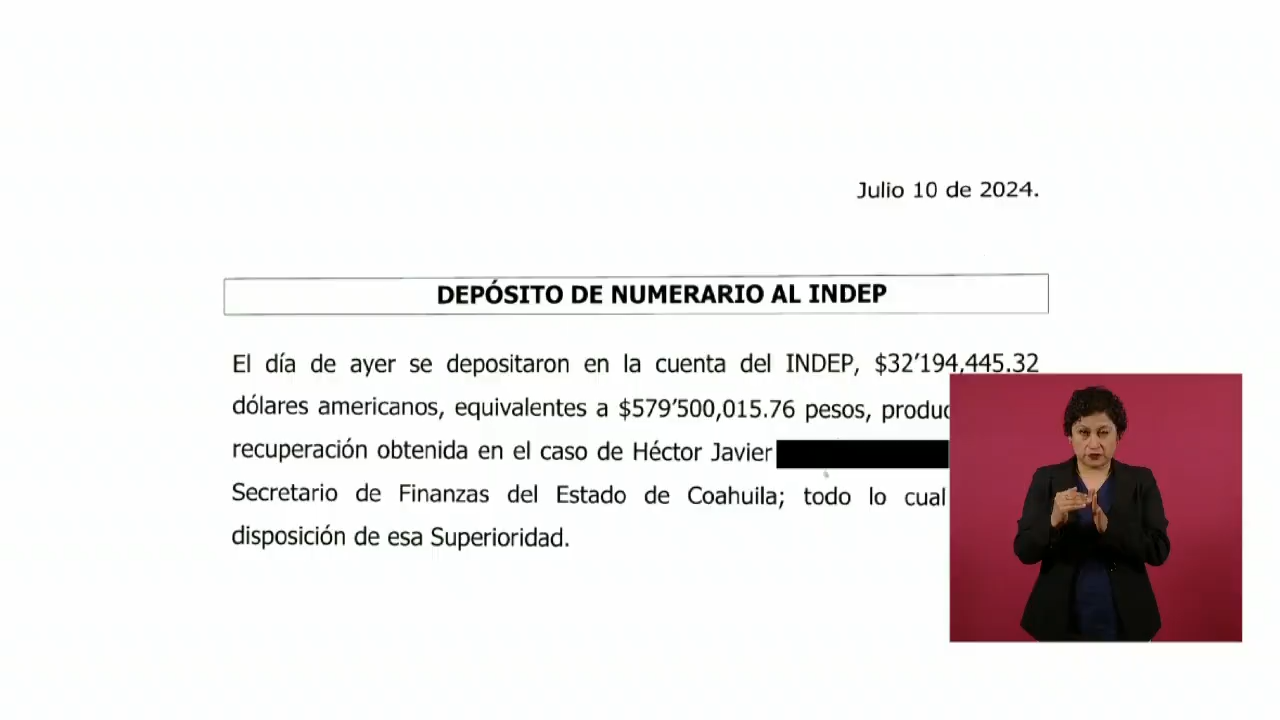 Julio 10 de 2024.
DEPÓSITO DE NUMERARIO AL INDEP
El día de ayer se depositaron en la cuenta del INDEP, $32’194,445.32
dólares americanos, equivalentes a $579’500,015.76 pesos,
recuperación obtenida en el caso de Héctor Javier
Secretario de Finanzas del Estado de Coahuila; todo lo cual
disposición de esa Superioridad.